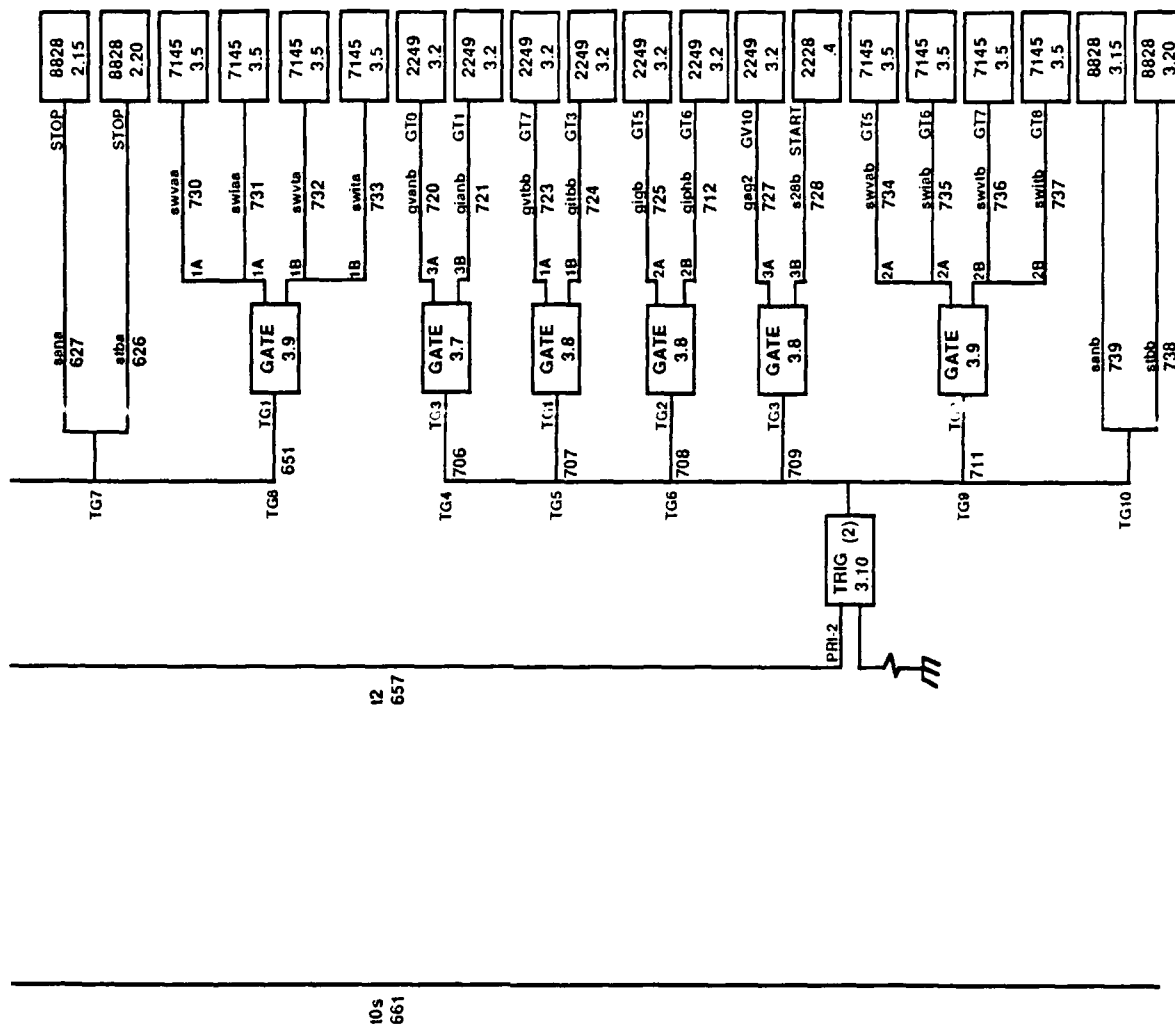 t0s
661
t2
657
PRI-2
TRIG (2)
3.10
TG10
TG9
TG6
TG5
TG4
TG8
TG7
711
709
708
707
706
651
TG3
TG2
TG1
TG3
TG1
GATE
3.9
GATE
3.8
GATE
3.8
GATE
3.8
GATE
3.7
GATE
3.9
2B
2B
2A
2A
3B
3A
2B
2A
1B
1A
3B
3A
1B
1B
1A
1A
stbb
738
sanb
739
switb
737
swvtb
736
swiab
735
swvab
734
s28b
728
gag2
727
giphb
712
gigb
725
gitbb
724
gvtbb
723
gianb
721
gvanb
720
swita
733
swvta
732
swiaa
731
swvaa
730
stba
626
sana
627
GT8
GT7
GT6
GT5
START
GV10
GT6
GT5
GT3
GT7
GT1
GT0
STOP
STOP
8828
3.20
8828
3.15
7145
3.5
7145
3.5
7145
3.5
7145
3.5
2228
.4
2249
3.2
2249
3.2
2249
3.2
2249
3.2
2249
3.2
2249
3.2
2249
3.2
7145
3.5
7145
3.5
7145
3.5
7145
3.5
8828
2.20
8828
2.15